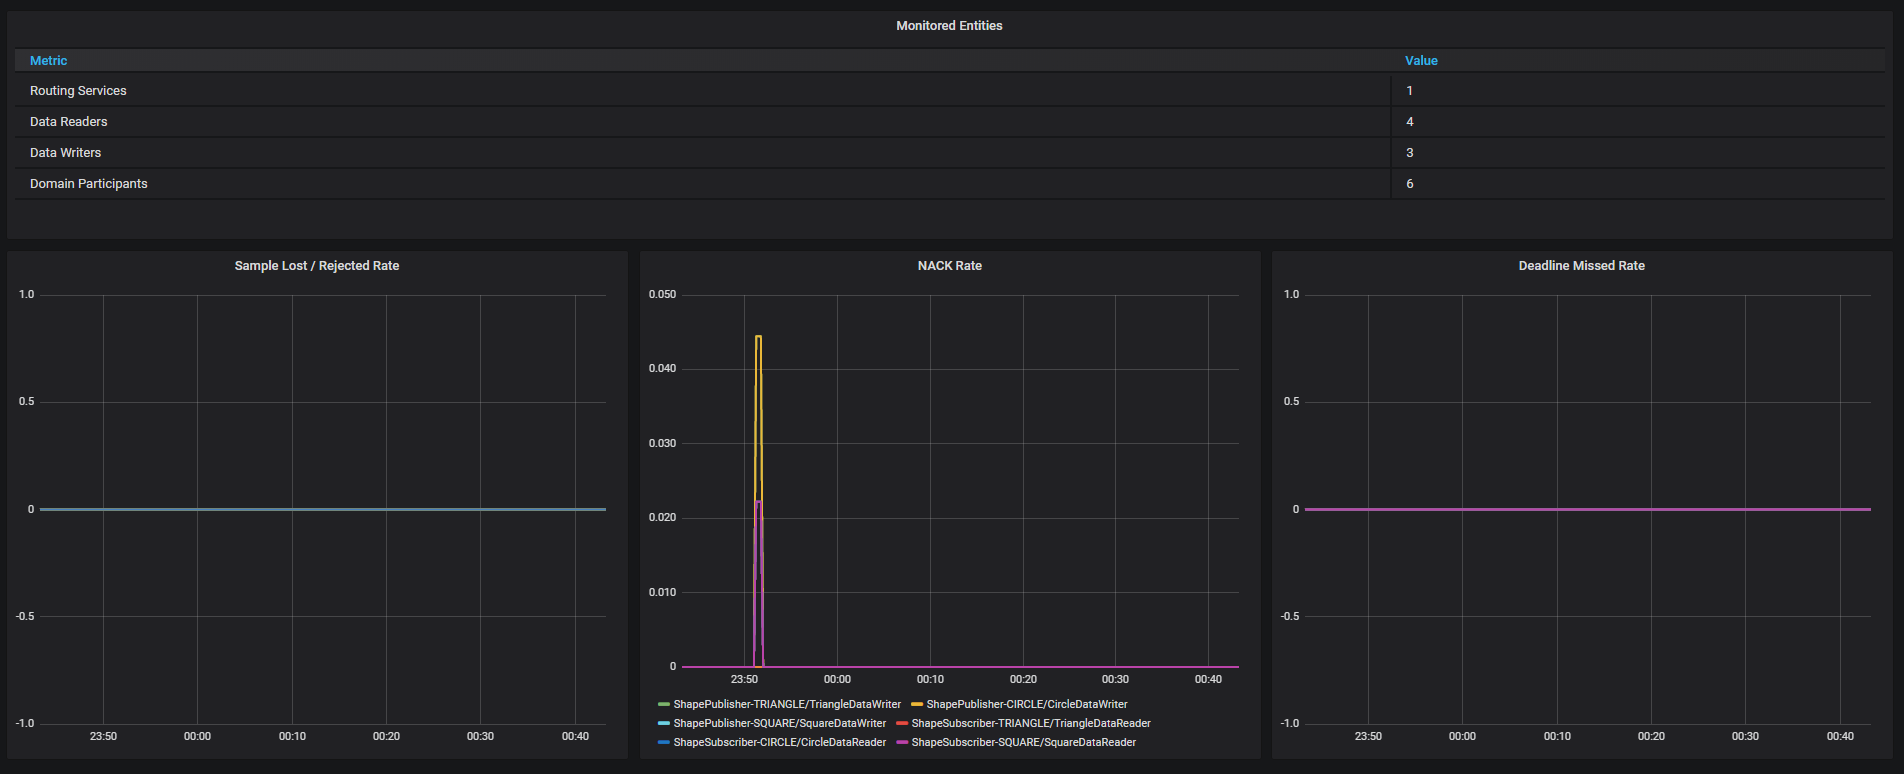 Monitored Entities
Metric Value
Routing Services 1
Data Readers 4
Data Writers 3
Domain Participants 6
Sample Lost / Rejected Rate
1.0
0.5
0
-0.5
-1.0
23:50 00:00 00:10 00:20 00:30 00:40
NACK Rate
0.050
0.040
0.030
0.020
0.010
0
23:50 00:00 00:10 00:20 00:30 00:40
ShapePublisher-TRIANGLE/TriangleDataWriter ShapePublisher-CIRCLE/CircleDataWriter
ShapePublisher-SQUARE/SquareDataWriter ShapeSubscriber-TRIANGLE/TriangleDataReader
ShapeSubscriber-CIRCLE/CircleDataReader ShapeSubscriber-SQUARE/SquareDataReader
Deadline Missed Rate
1.0
0.5
0
-0.5
-1.0
23:50 00:00 00:10 00:20 00:30 00:40